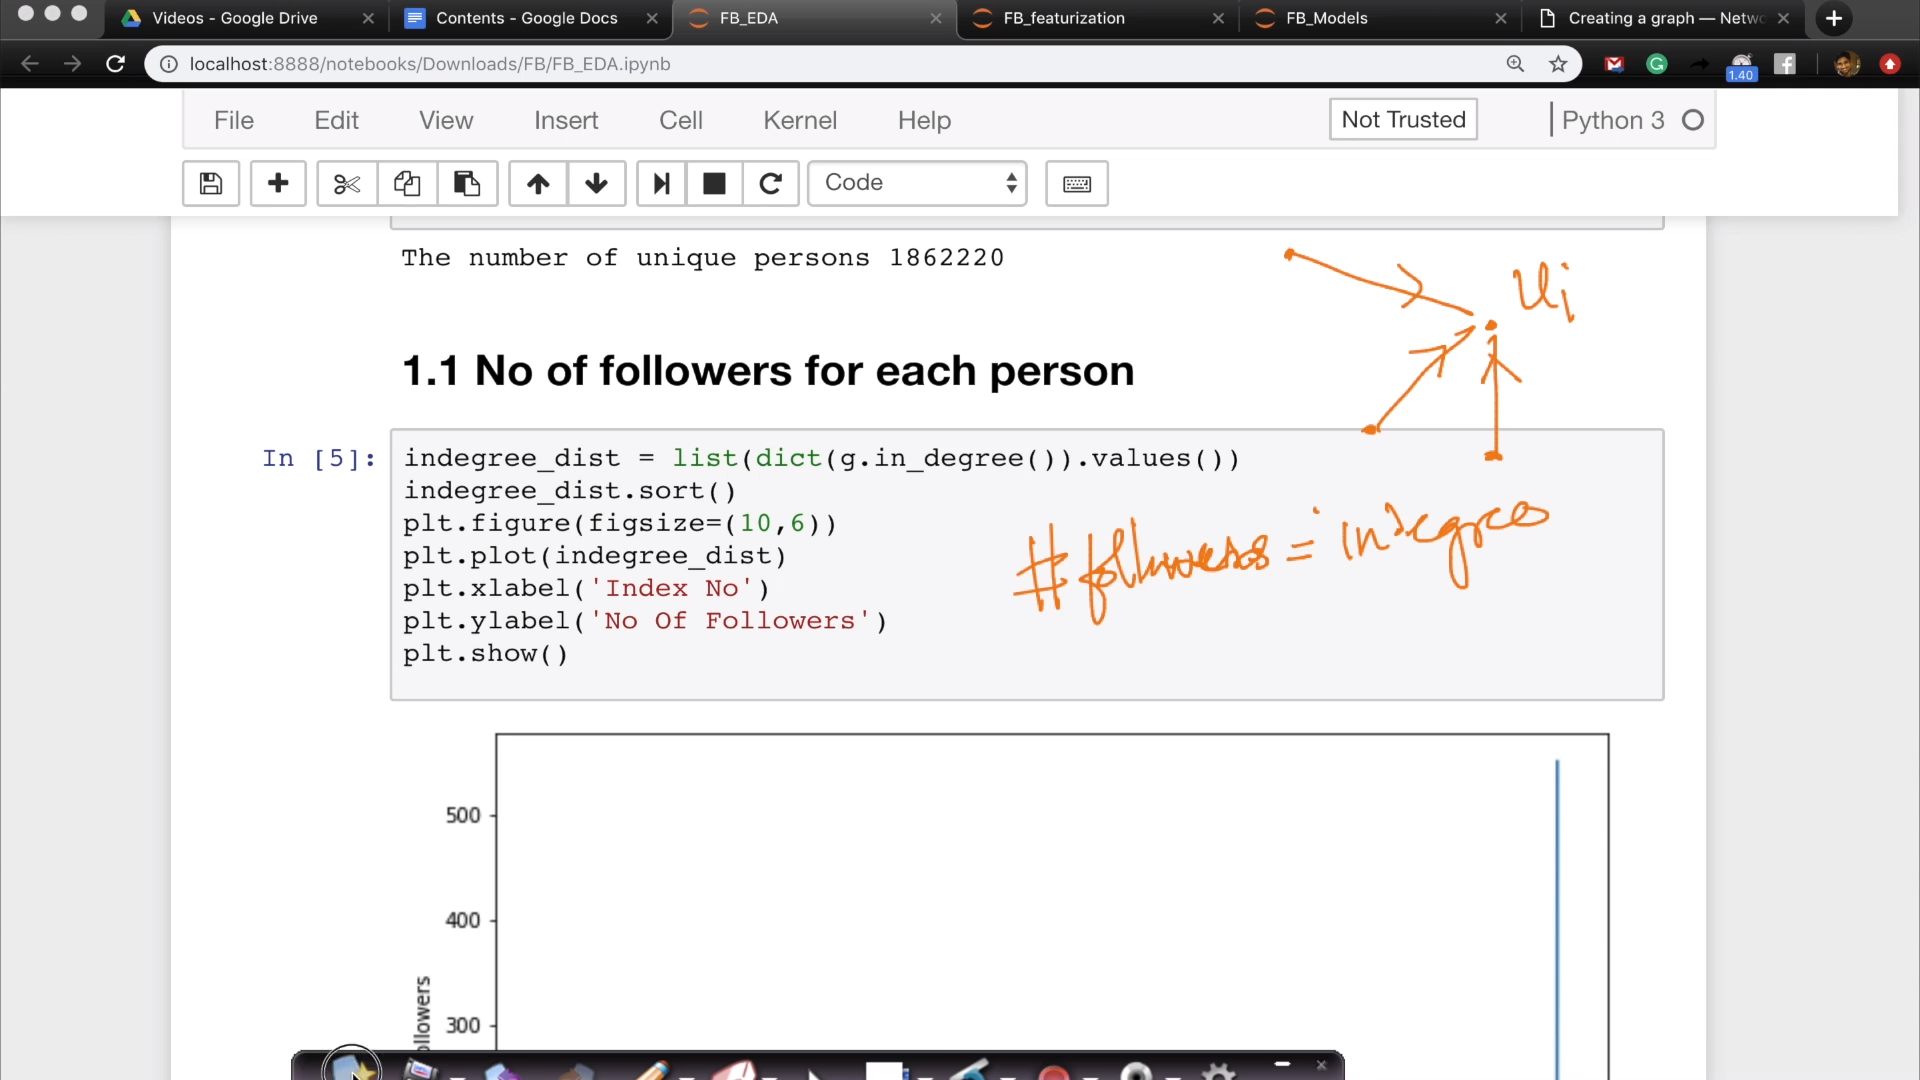 Videos - Google Drive
Contents - Google Docs
FB_EDA
FB_featurization
FB_Models
Creating a graph — Netw
localhost:8888/notebooks/Downloads/FB/FB_EDA.ipynb
1.40
File Edit View Insert Cell Kernel Help
Not Trusted
Python 3
Code
The number of unique persons 1862220
Ui
1.1 No of followers for each person
In [5]:
indegree_dist = list(dict(g.in_degree()).values())
indegree_dist.sort()
plt.figure(figsize=(10,6))
plt.plot(indegree_dist)
plt.xlabel('Index No')
plt.ylabel('No Of Followers')
plt.show()
#followers = indegree
500
400
300
ollowers